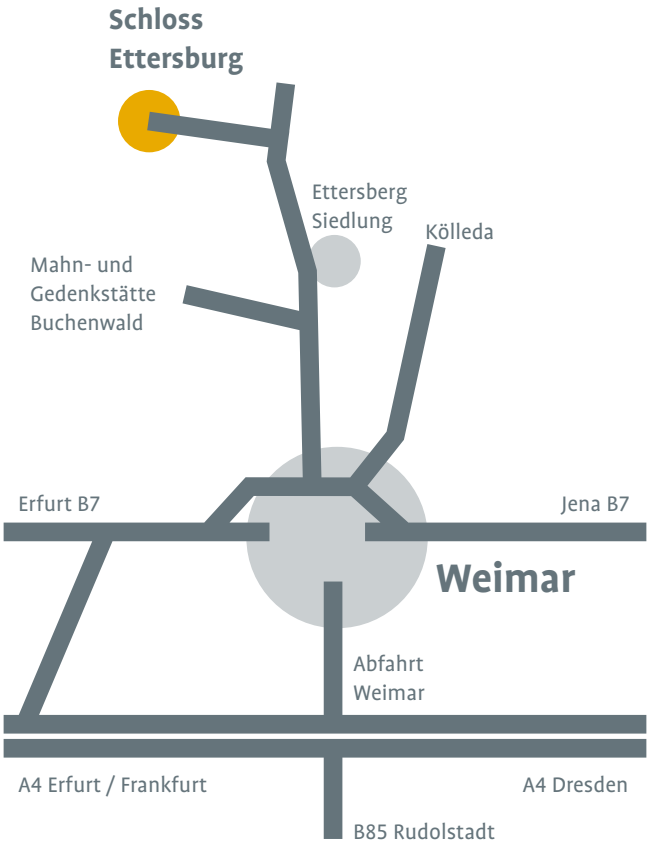 Schloss
Ettersburg
Ettersberg
Siedlung
Kölleda
Mahn- und
Gedenkstätte
Buchenwald
Erfurt B7
Jena B7
Weimar
Abfahrt
Weimar
A4 Erfurt / Frankfurt
A4 Dresden
B85 Rudolstadt